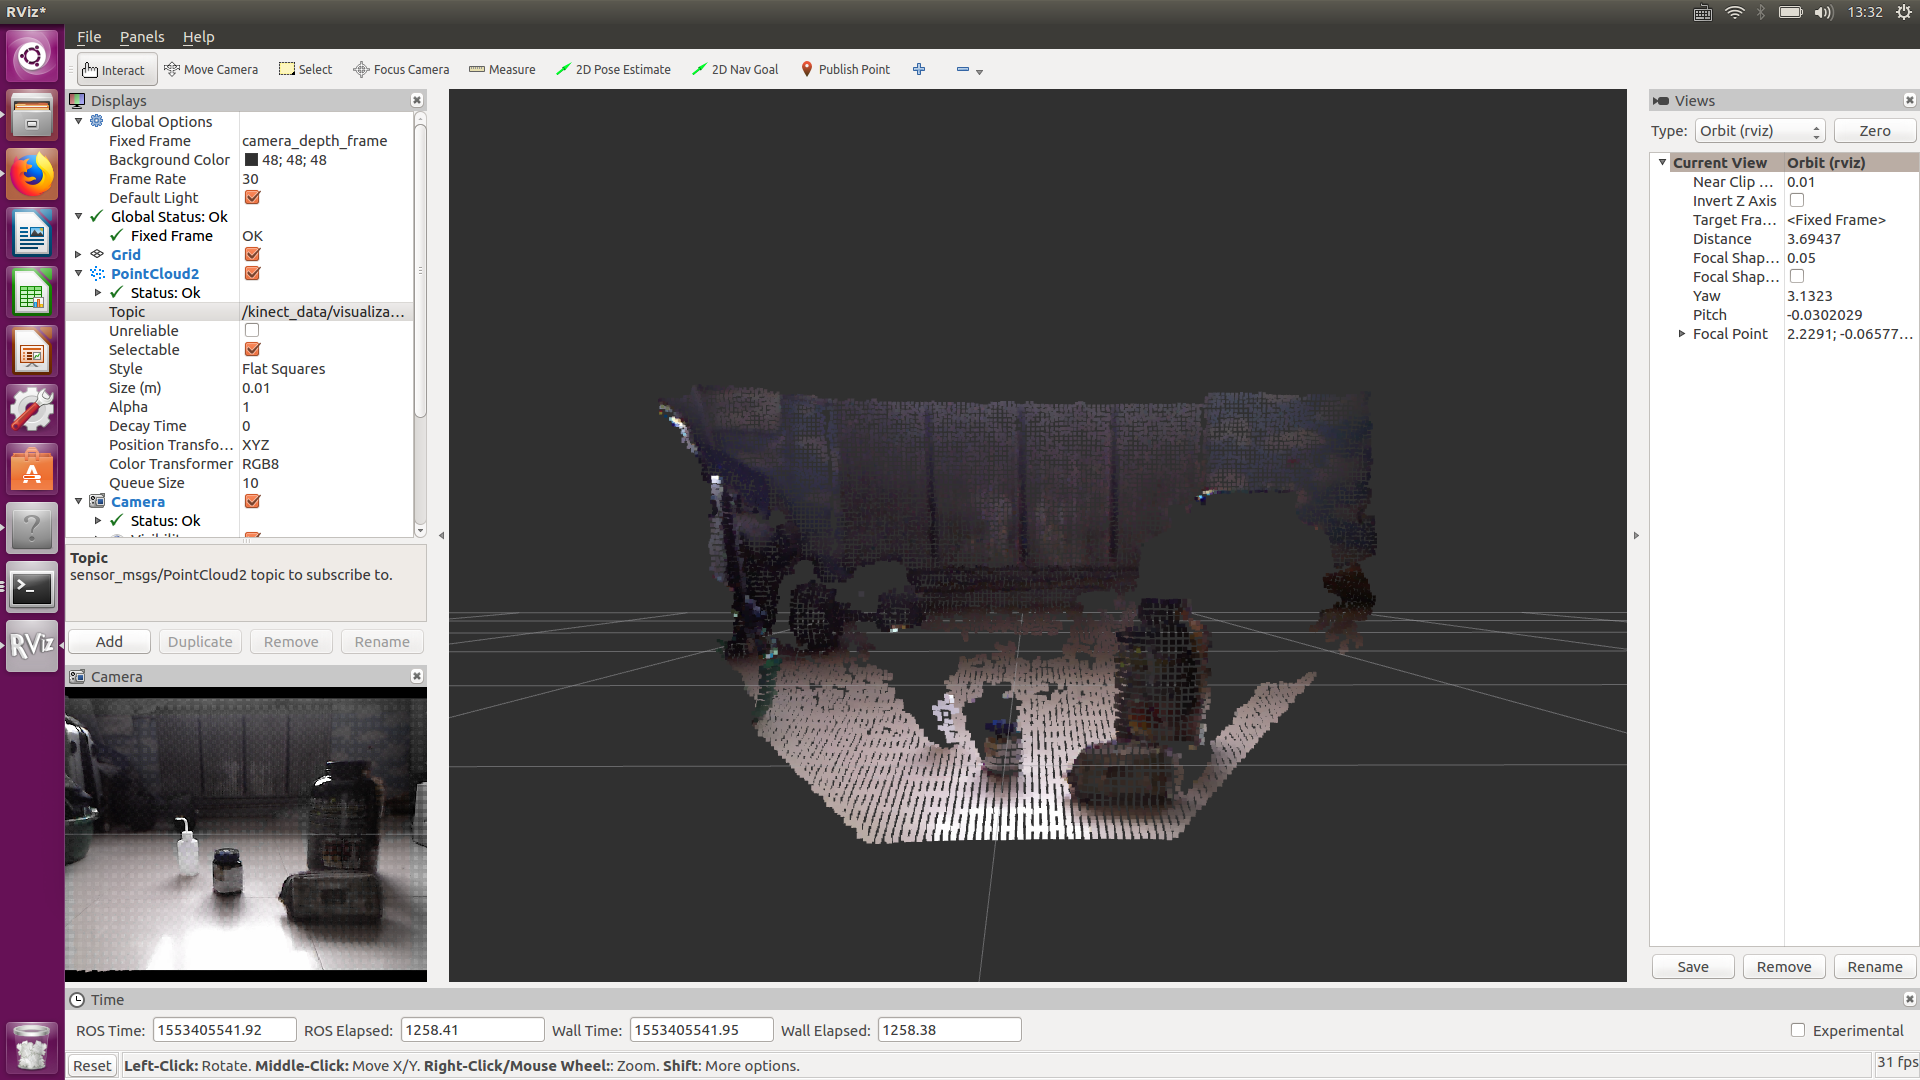 RViz*
13:32
File Panels Help
Interact Move Camera Select Focus Camera Measure 2D Pose Estimate 2D Nav Goal Publish Point
Displays
Global Options
Fixed Frame camera_depth_frame
Background Color 48; 48; 48
Frame Rate 30
Default Light
Global Status: Ok
Fixed Frame OK
Grid
PointCloud2
Status: Ok
Topic /kinect_data/visualiza...
Unreliable
Selectable
Style Flat Squares
Size (m) 0.01
Alpha 1
Decay Time 0
Position Transfo... XYZ
Color Transformer RGB8
Queue Size 10
Camera
Status: Ok
Topic
sensor_msgs/PointCloud2 topic to subscribe to.
Add Duplicate Remove Rename
RViz
Camera
Views
Type: Orbit (rviz) Zero
Current View Orbit (rviz)
Near Clip ... 0.01
Invert Z Axis
Target Fra... <Fixed Frame>
Distance 3.69437
Focal Shap... 0.05
Focal Shap...
Yaw 3.1323
Pitch -0.0302029
Focal Point 2.2291; -0.06577...
Save Remove Rename
Time
ROS Time: 1553405541.92 ROS Elapsed: 1258.41 Wall Time: 1553405541.95 Wall Elapsed: 1258.38 Experimental
Reset Left-Click: Rotate. Middle-Click: Move X/Y. Right-Click/Mouse Wheel:: Zoom. Shift: More options. 31 fps